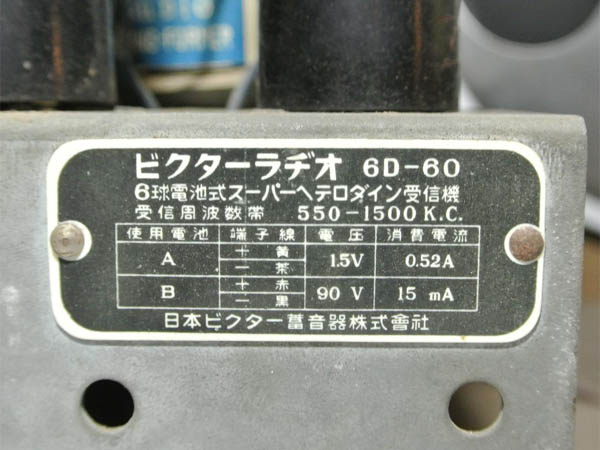 ビクターラヂオ 6D-60
6球電池式スーパーヘテロダイン受信機
受信周波数帯 550-1500 K.C.
使用電池 端子線 電圧 消費電流
A + 黃 1.5V 0.52A
- 茶
B + 赤 90 V 15 mA
- 黒
日本ビクター蓄音器株式會社